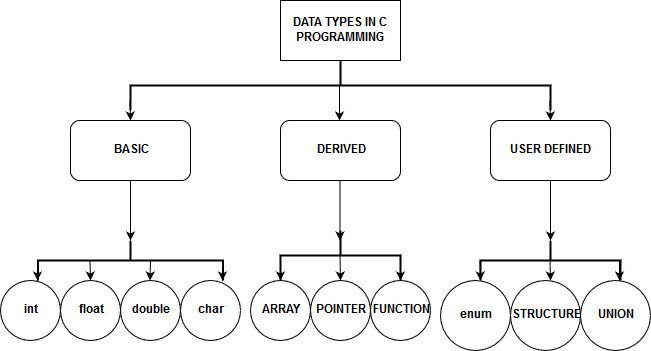 DATA TYPES IN C
PROGRAMMING
BASIC
DERIVED
USER DEFINED
int
float
double
char
ARRAY
POINTER
FUNCTION
enum
STRUCTURE
UNION